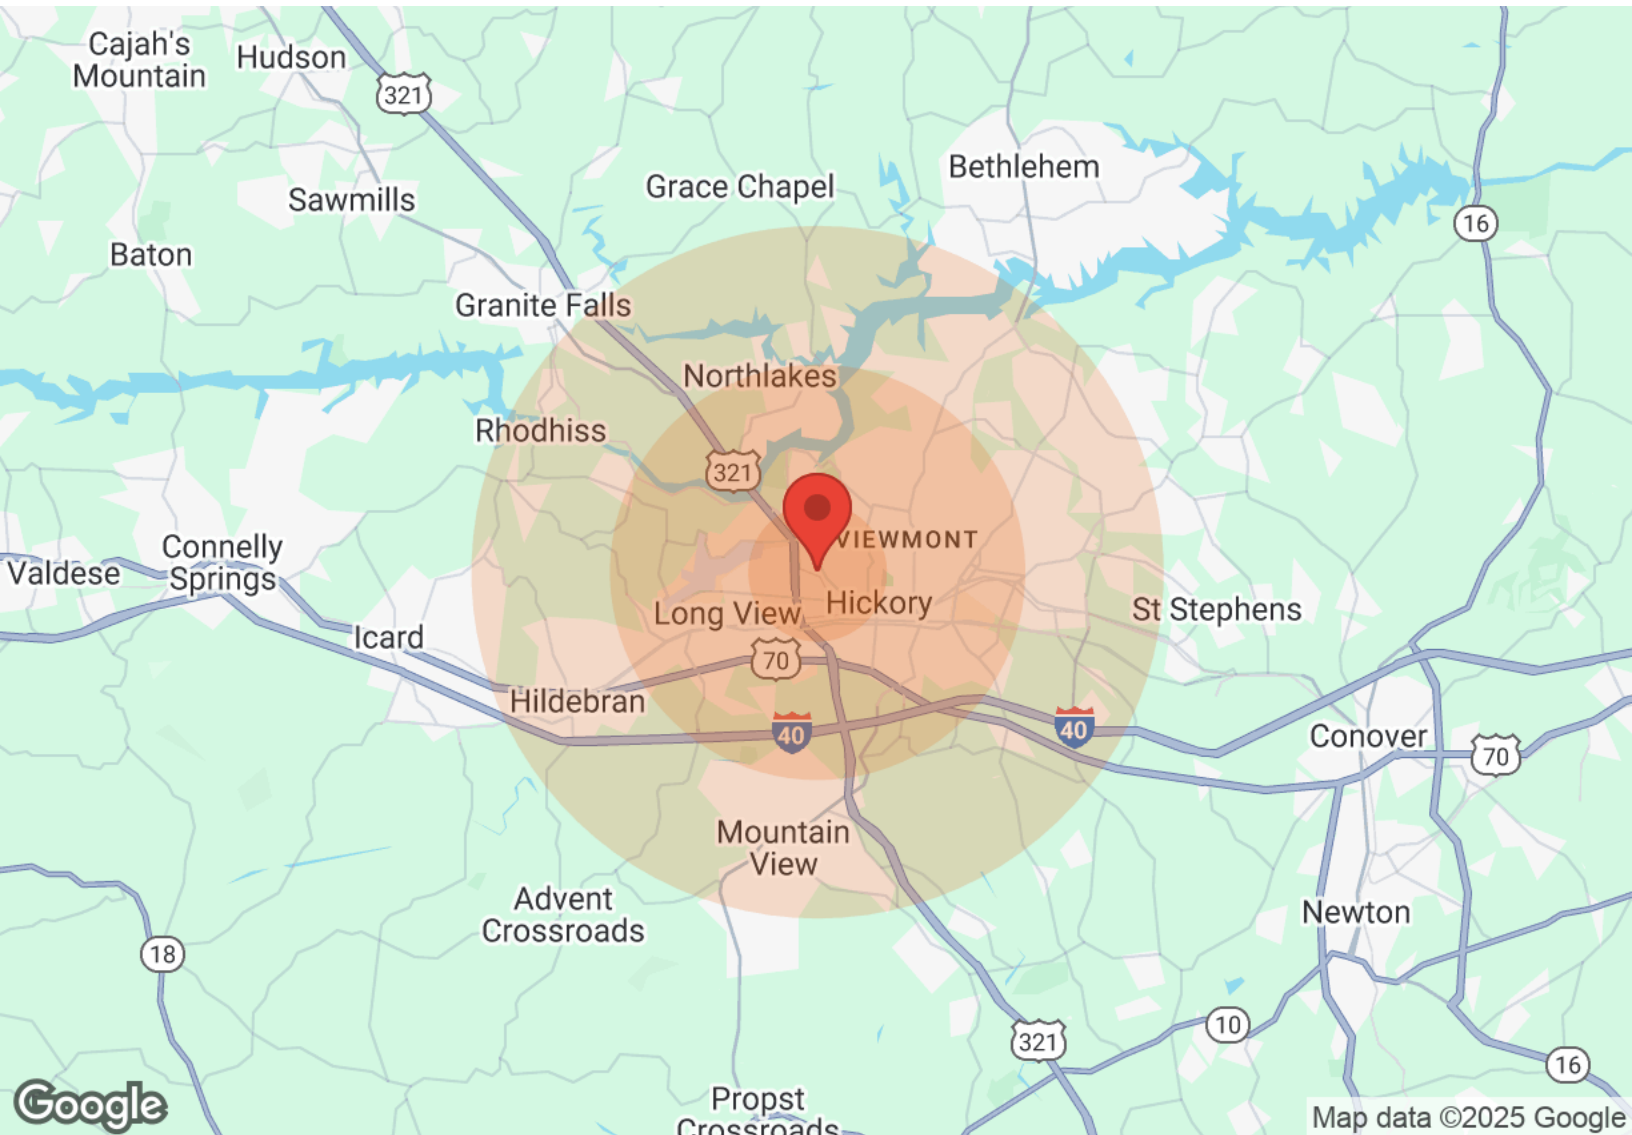 Cajah's
Mountain
Hudson
321
Bethlehem
Grace Chapel
Sawmills
16
Baton
Granite Falls
Northlakes
Rhodhiss
321
VIEWMONT
Connelly
Springs
Valdese
Hickory
Long View
St Stephens
Icard
70
Hildebran
40
40
Conover
70
Mountain
View
Advent
Crossroads
Newton
18
10
321
16
Propst
Crossroads
Google
Map data ©2025 Google